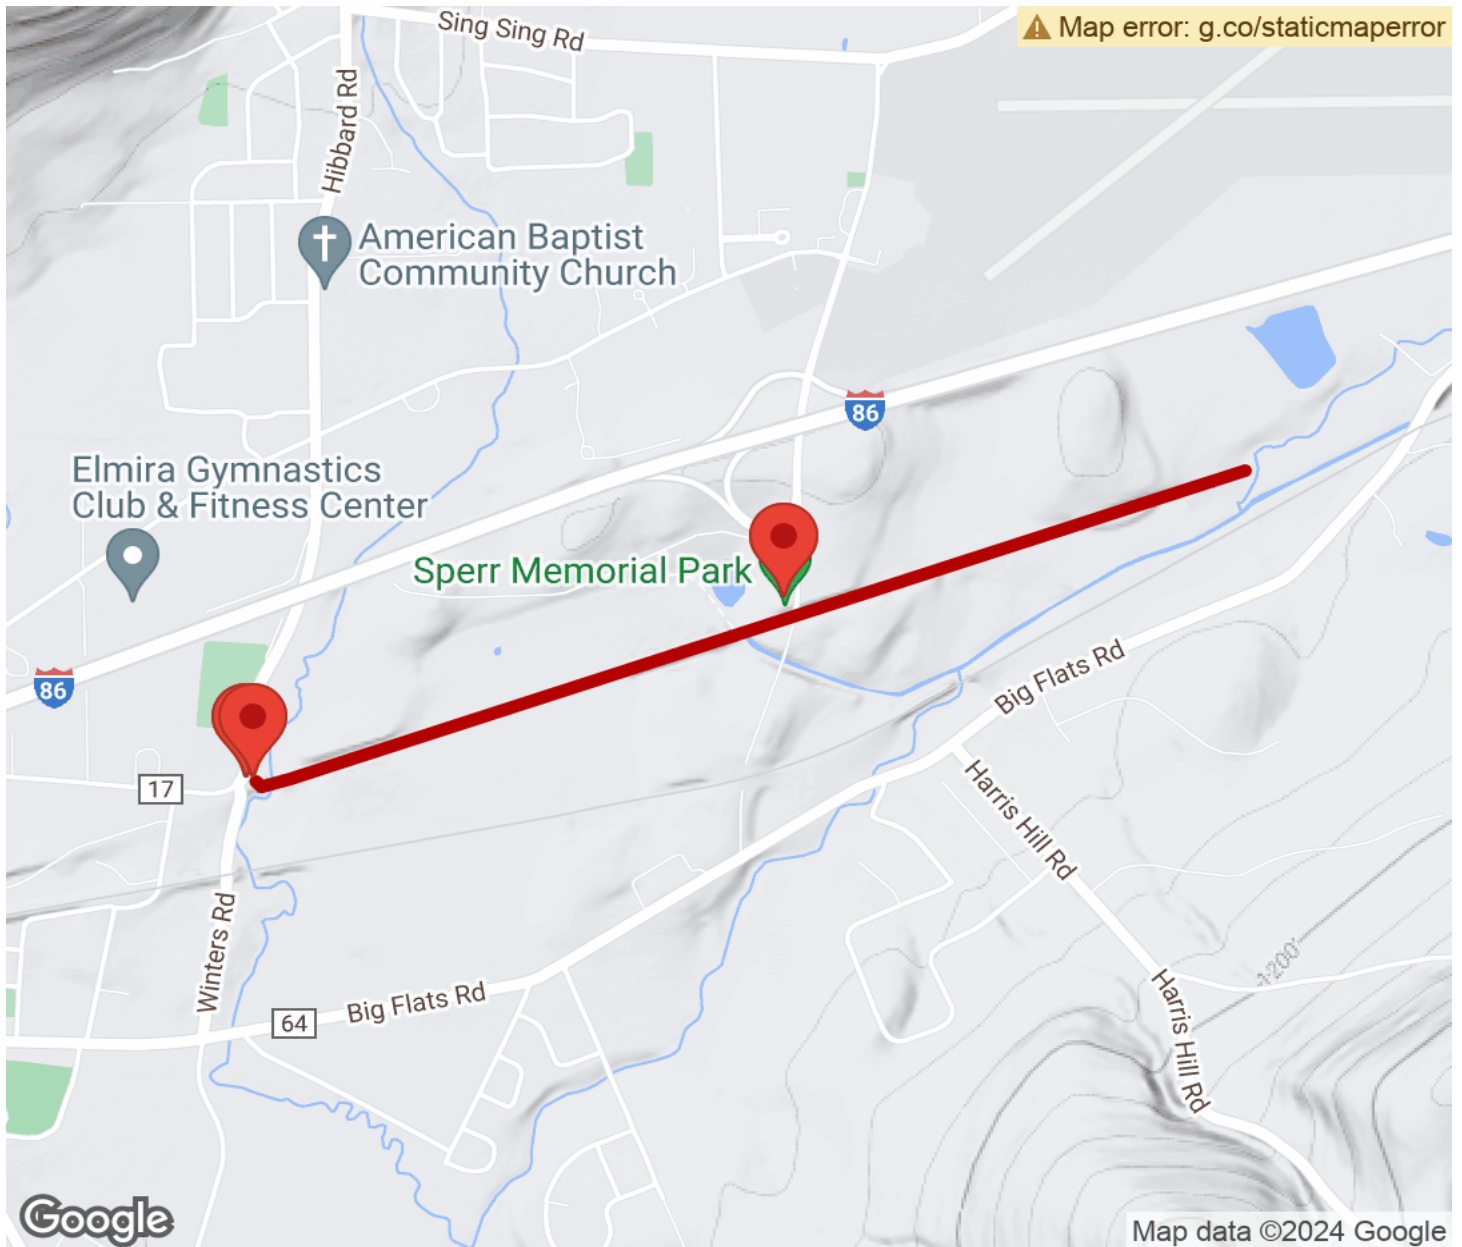 Sing Sing Rd
Map error: g.co/staticmaperror
Hibbard Rd
American Baptist
Community Church
86
Elmira Gymnastics
Club & Fitness Center
Sperr Memorial Park
86
Big Flats Rd
17
Harris Hill Rd
Winters Rd
1200'
Big Flats Rd
64
Harris Hill Rd
Google
Map data ©2024 Google